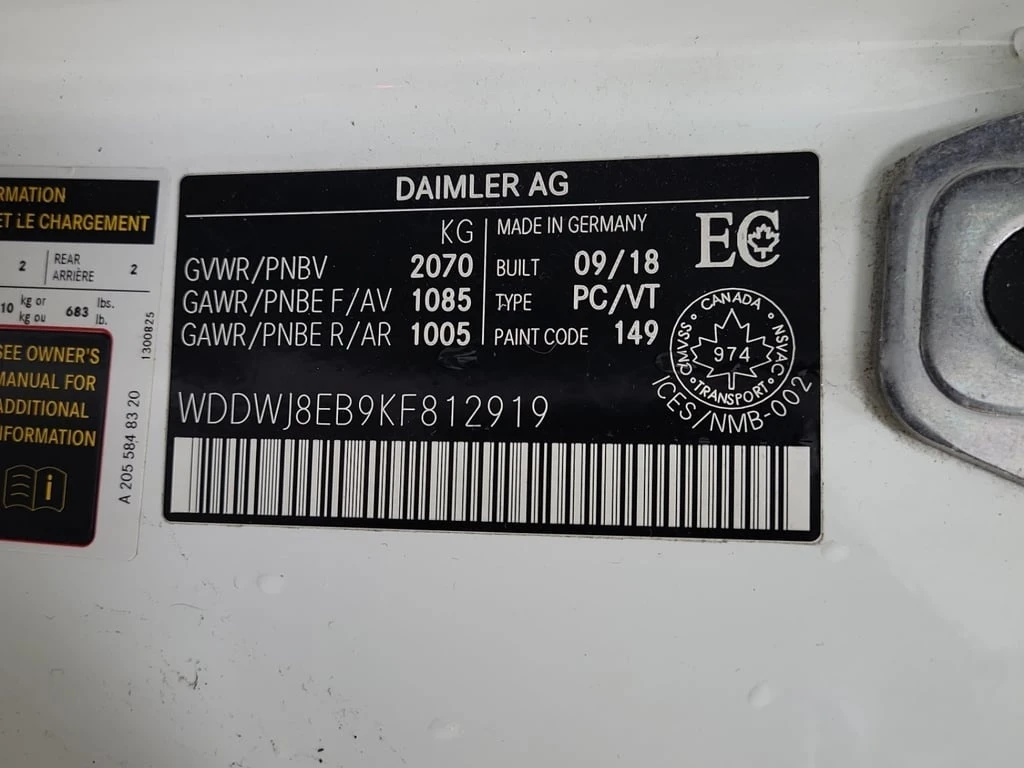 RMATION
ET LE CHARGEMENT
2 REAR ARRIÈRE 2
10 kg or kg ou 683 lbs. lb.
SEE OWNER'S
MANUAL FOR
ADDITIONAL
INFORMATION
i
1300825
A 205 584 83 20
DAIMLER AG
KG
GVWR/PNBV 2070
GAWR/PNBE F/AV 1085
GAWR/PNBE R/AR 1005
MADE IN GERMANY
BUILT 09/18
TYPE PC/VT
PAINT CODE 149
EC
CANADA
CMVSS/NSVAC
974
TRANSPORT
ICES/NMB-002
WDDWJ8EB9KF812919